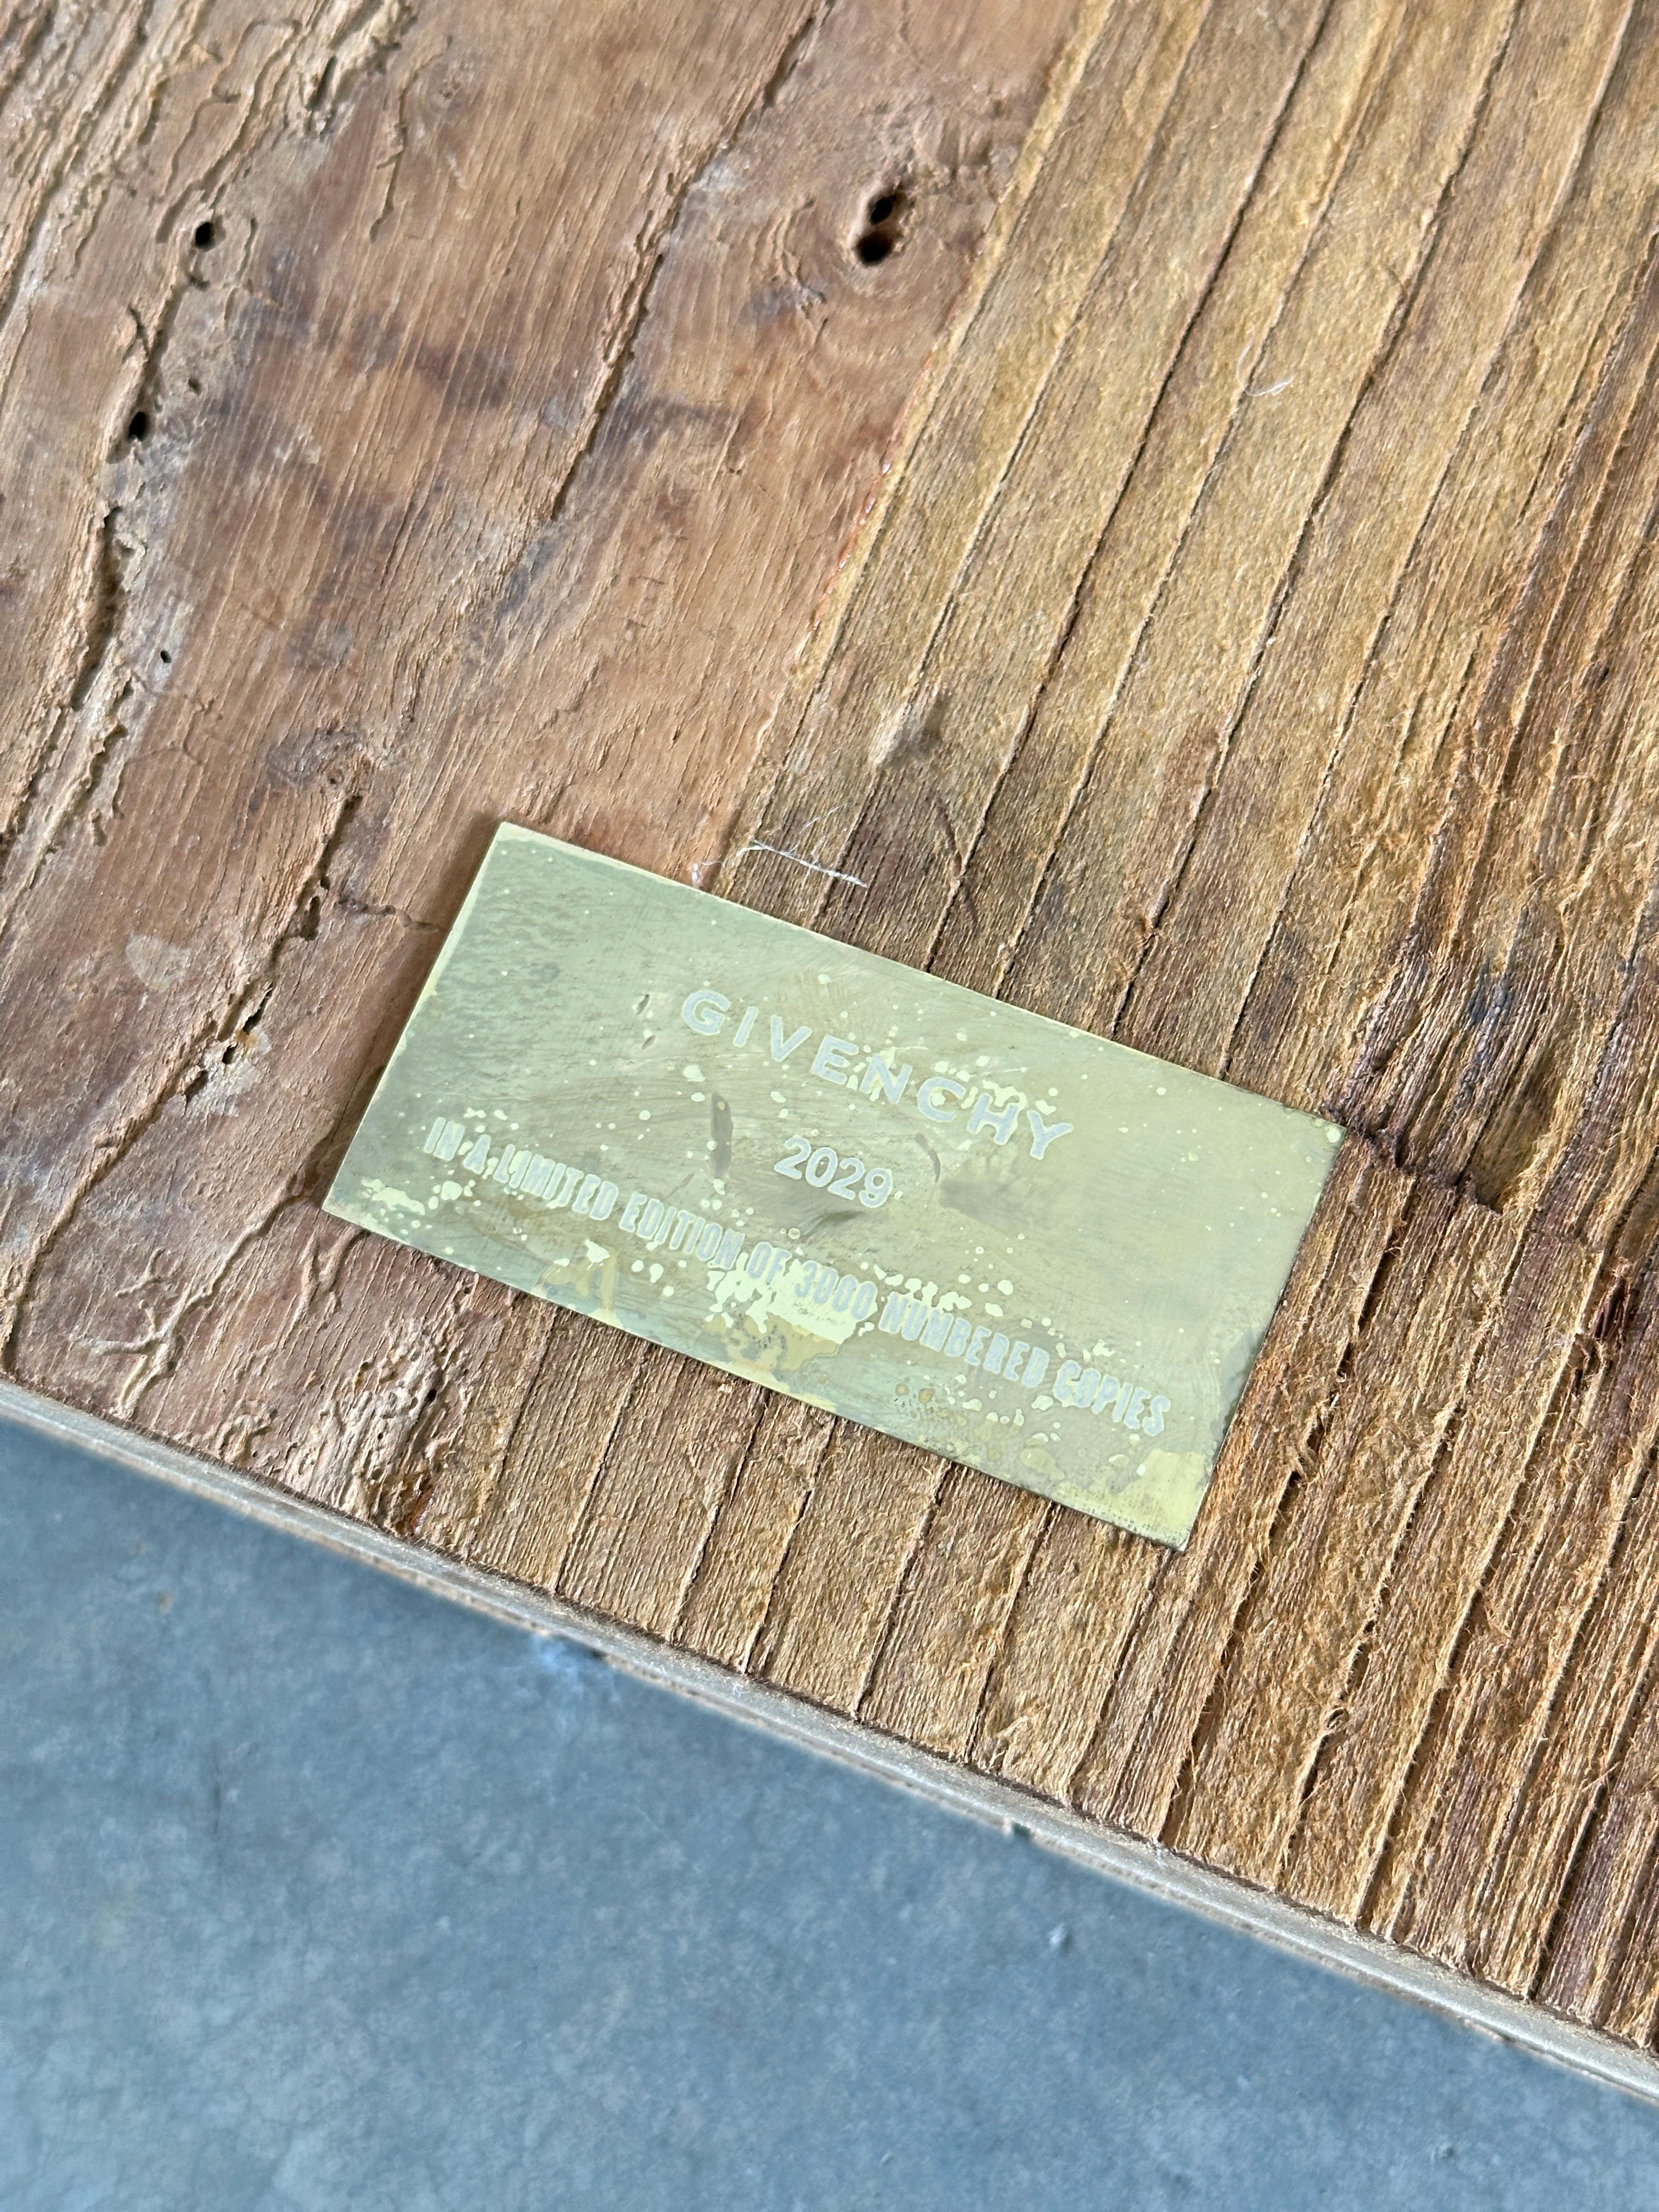 GIVENCHY
2029
IN A LIMITED EDITION OF 3000 NUMBERED COPIES